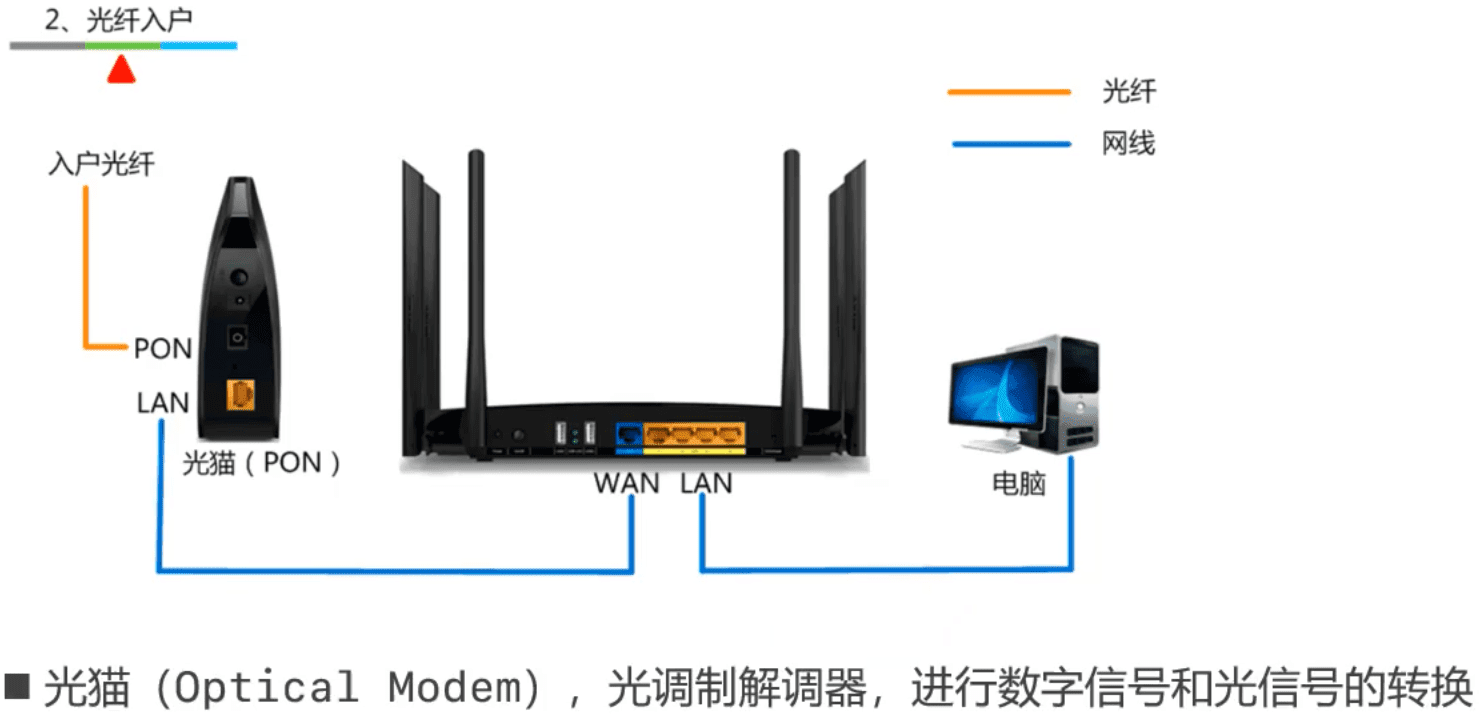 2、光纤入户
光纤
网线
入户光纤
PON
LAN
光猫（PON）
WAN LAN
电脑
■ 光猫（Optical Modem），光调制解调器，进行数字信号和光信号的转换